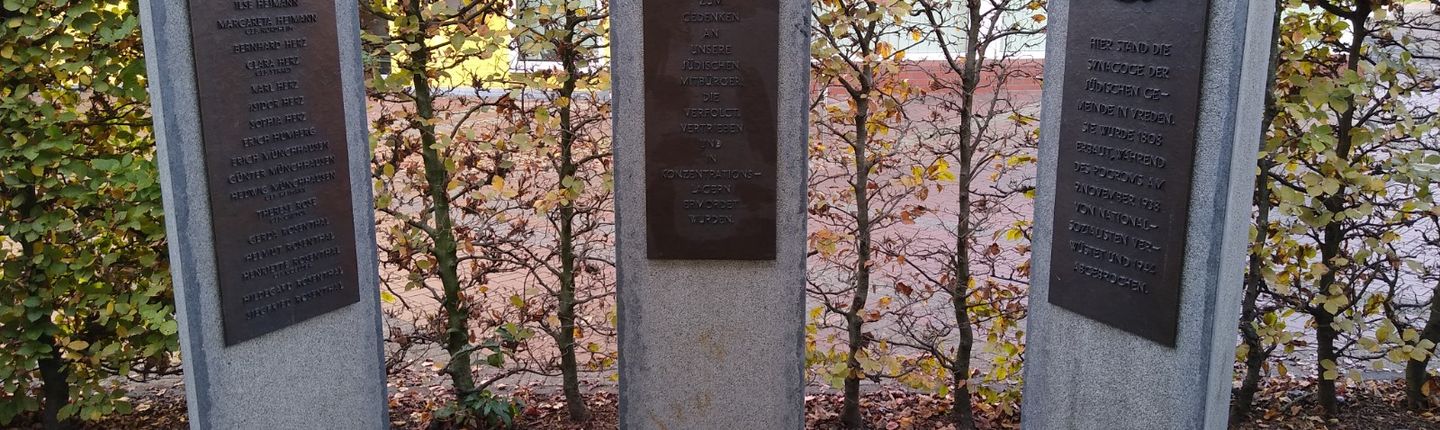 ILSE HEIMANN
MARGARETA HEIMANN
BERNHARD HERZ
CLARA HERZ
KARL HERZ
ISIDOR HERZ
SOPHIE HERZ
ERICH HUMBERG
ERICH MÜNCHHAUSEN
GÜNTER MÜNCHHAUSEN
HEDWIG MÜNCHHAUSEN
THERESE ROSE
GERDA ROSENTHAL
HELMUT ROSENTHAL
HENRIETTE ROSENTHAL
HILDEGARD ROSENTHAL
SIEGFRIED ROSENTHAL
ZUM
GEDENKEN
AN
UNSERE
JÜDISCHEN
MITBÜRGER,
DIE
VERFOLGT,
VERTRIEBEN
UND
IN
KONZENTRATIONS-
LAGERN
ERMORDET
WURDEN.
HIER STAND DIE
SYNAGOGE DER
JÜDISCHEN GE-
MEINDE IN VREDEN.
SIE WURDE 1808
ERBAUT, WÄHREND
DES POGROMS AM
9. NOVEMBER 1938
VON NATIONAL-
SOZIALISTEN VER-
WÜSTET UND 1944
ABGEBROCHEN.